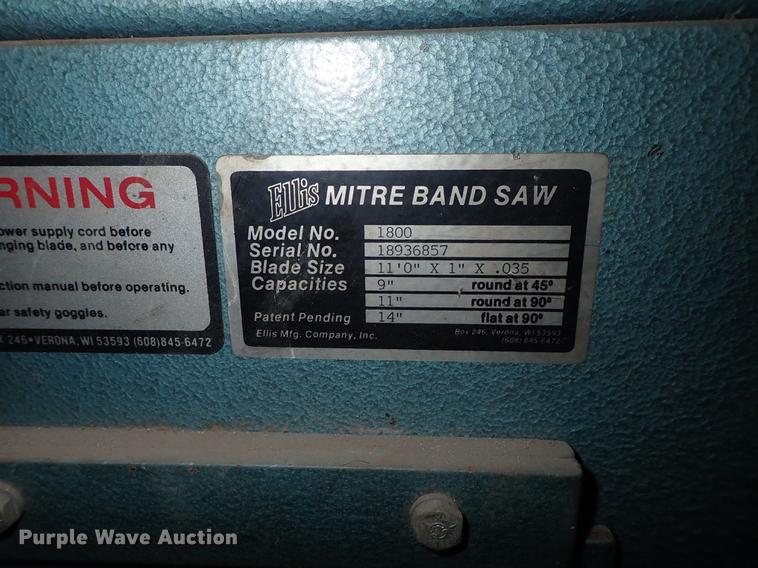 RNING
ower supply cord before
nging blade, and before any
ction manual before operating.
ar safety goggles.
X 246•VERONA, WI 53593 (608)845-6472
Ellis MITRE BAND SAW
Model No. 1800
Serial No. 18936857
Blade Size 11'0" X 1" X .035
Capacities 9" round at 45°
11" round at 90°
Patent Pending 14" flat at 90°
Ellis Mfg. Company, Inc. Box 246, Verona, WI 53593
(608)845-6472
Purple Wave Auction